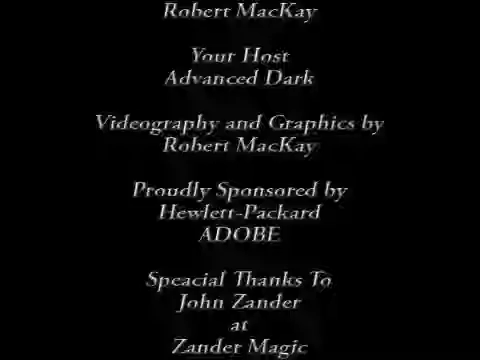 Robert MacKay
Your Host
Advanced Dark
Videography and Graphics by
Robert MacKay
Proudly Sponsored by
Hewlett-Packard
ADOBE
Speacial Thanks To
John Zander
at
Zander Magic